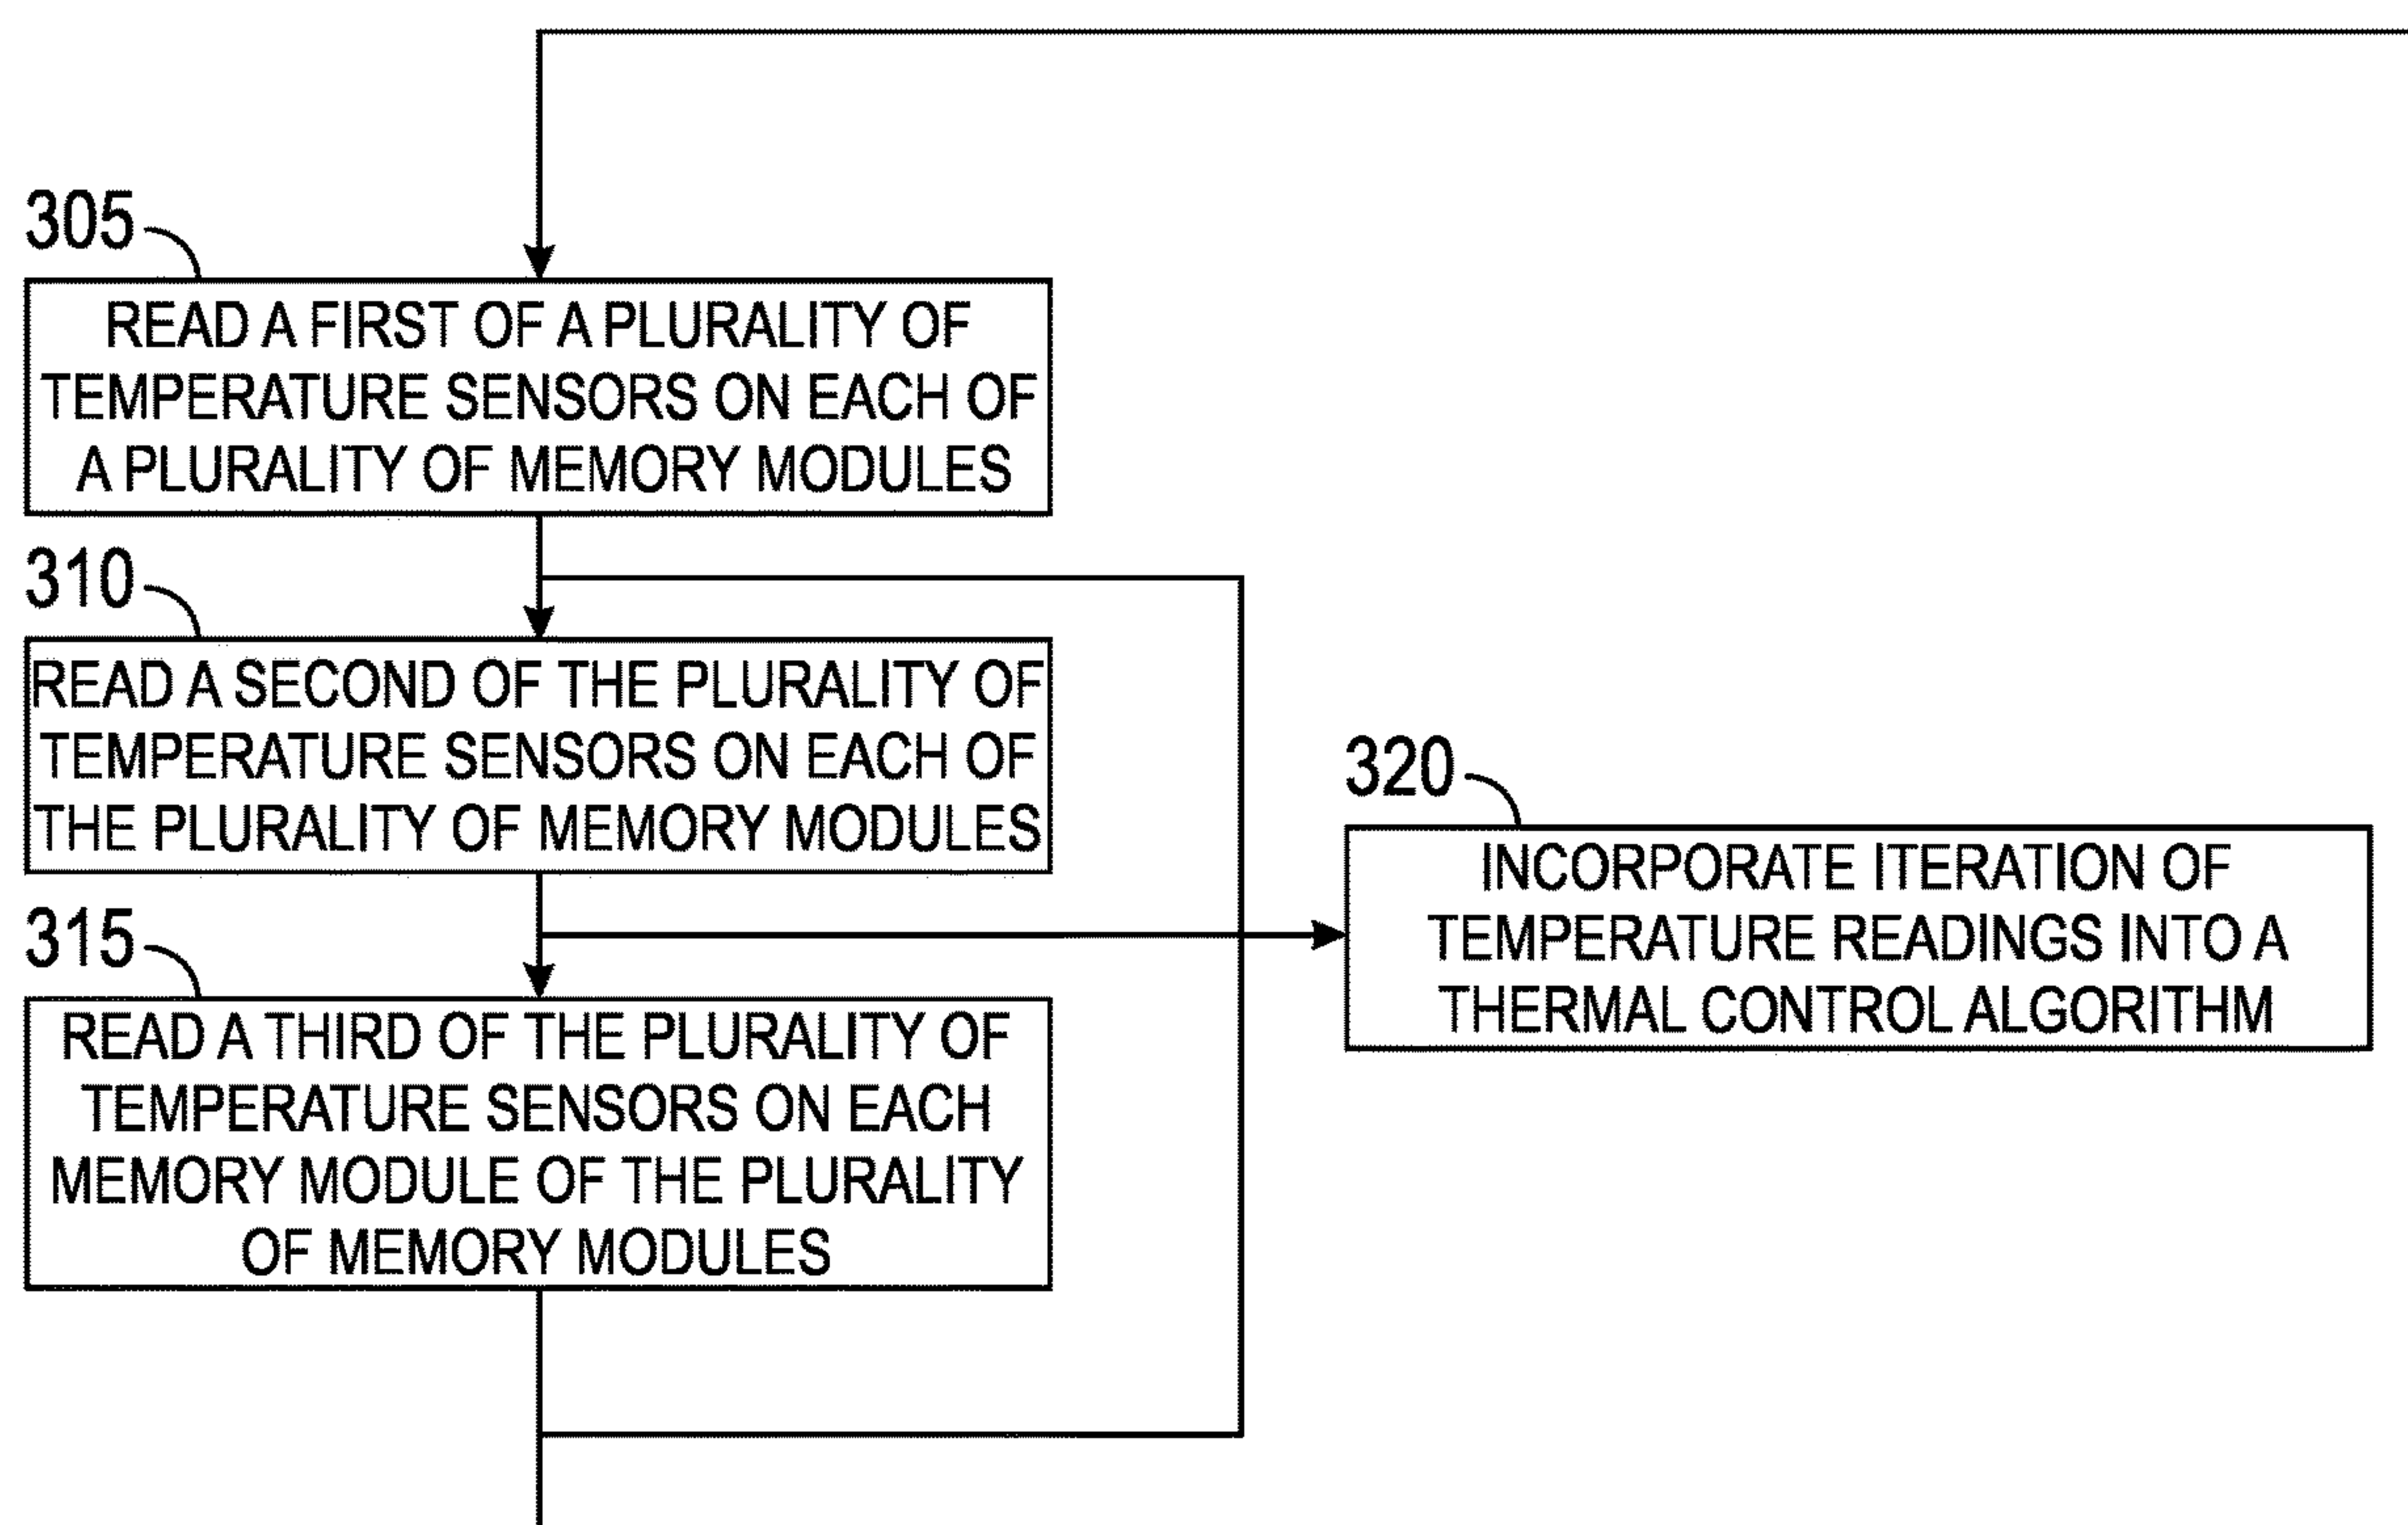 305
READ A FIRST OF A PLURALITY OF
TEMPERATURE SENSORS ON EACH OF
A PLURALITY OF MEMORY MODULES
310
READ A SECOND OF THE PLURALITY OF
TEMPERATURE SENSORS ON EACH OF
THE PLURALITY OF MEMORY MODULES
315
READ A THIRD OF THE PLURALITY OF
TEMPERATURE SENSORS ON EACH
MEMORY MODULE OF THE PLURALITY
OF MEMORY MODULES
320
INCORPORATE ITERATION OF
TEMPERATURE READINGS INTO A
THERMAL CONTROL ALGORITHM